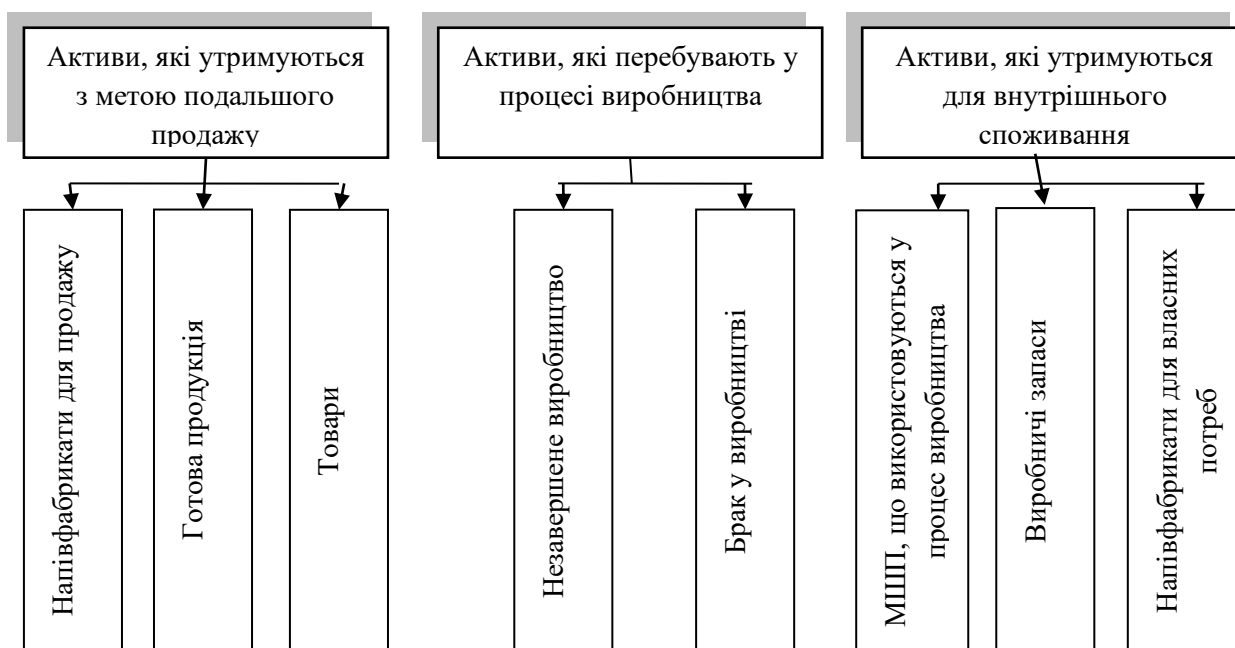 Активи, які утримуються
з метою подальшого
продажу
Активи, які перебувають у
процесі виробництва
Активи, які утримуються
для внутрішнього
споживання
Напівфабрикати для продажу
Готова продукція
Товари
Незавершене виробництво
Брак у виробництві
МШП, що використовуються у
процес виробництва
Виробничі запаси
Напівфабрикати для власних
потреб